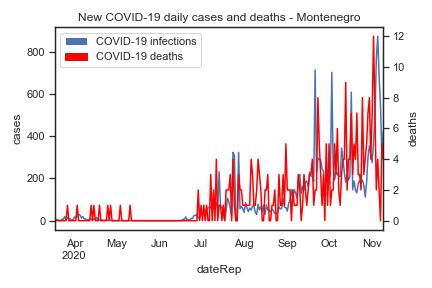 New COVID-19 daily cases and deaths - Montenegro
COVID-19 infections
COVID-19 deaths
cases
800
600
400
200
0
deaths
12
10
8
6
4
2
0
Apr May Jun Jul Aug Sep Oct Nov
2020
dateRep